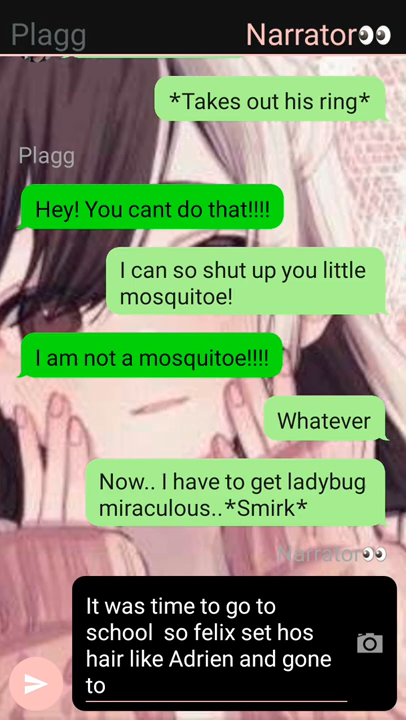 Plagg
Narrator👀
*Takes out his ring*
Plagg
Hey! You cant do that!!!!
I can so shut up you little
mosquitoe!
I am not a mosquitoe!!!!
Whatever
Now.. I have to get ladybug
miraculous..*Smirk*
Narrator👀
It was time to go to
school  so felix set hos
hair like Adrien and gone
to